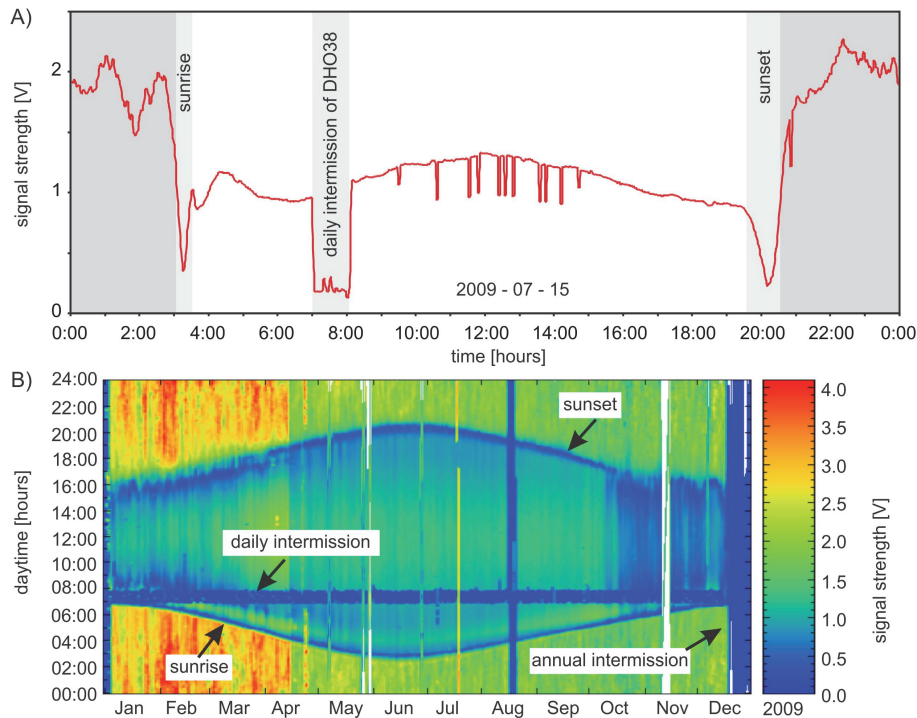 A)
signal strength [V]
2
1
0
sunrise
daily intermission of DHO38
sunset
2009 - 07 - 15
0:00 2:00 4:00 6:00 8:00 10:00 12:00 14:00 16:00 18:00 20:00 22:00 0:00
time [hours]
B)
daytime [hours]
24:00
22:00
20:00
18:00
16:00
14:00
12:00
10:00
08:00
06:00
04:00
02:00
00:00
sunset
daily intermission
sunrise
annual intermission
Jan Feb Mar Apr May Jun Jul Aug Sep Oct Nov Dec 2009
4.0
3.5
3.0
2.5
2.0
1.5
1.0
0.5
0.0
signal strength [V]